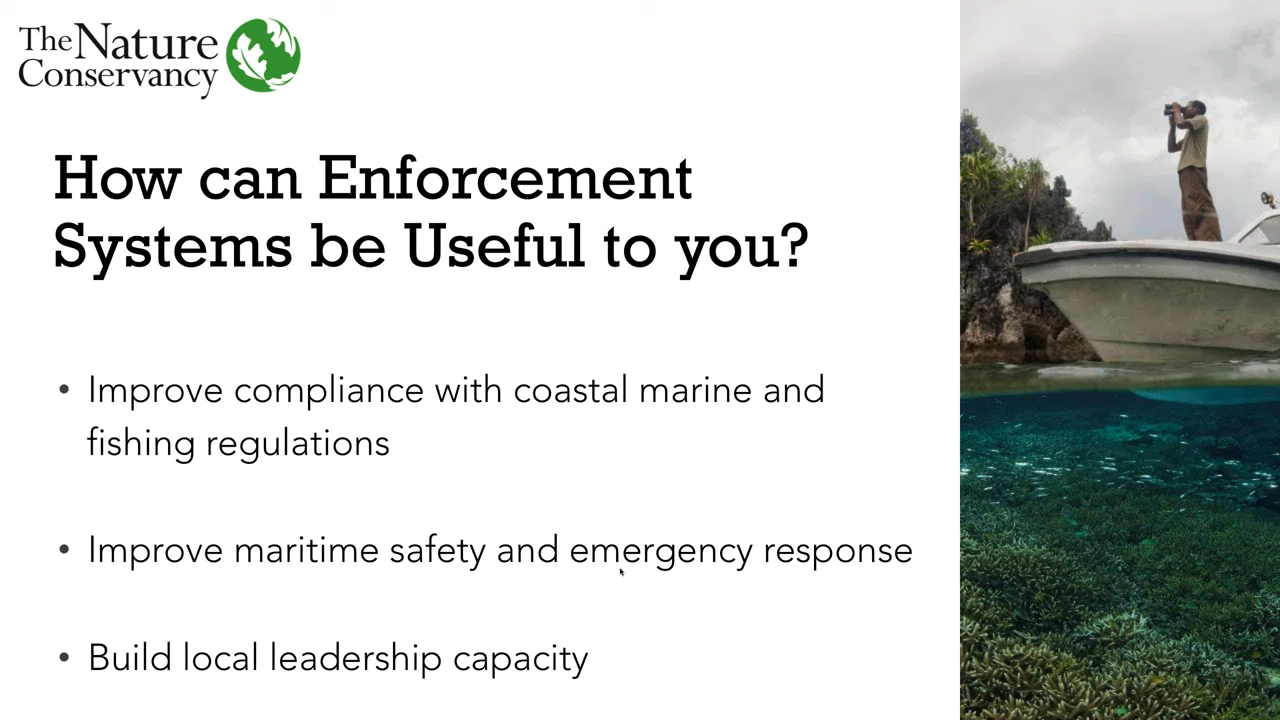 The Nature
Conservancy
How can Enforcement
Systems be Useful to you?
• Improve compliance with coastal marine and
fishing regulations
• Improve maritime safety and emergency response
• Build local leadership capacity